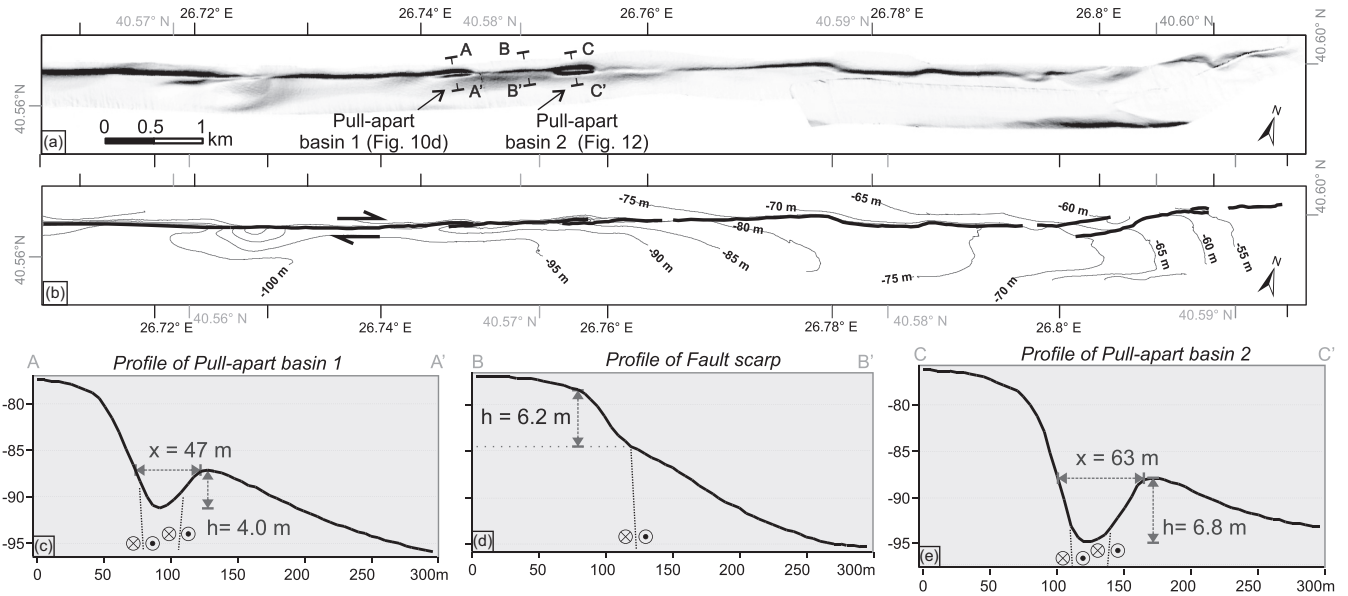 26.72° E 26.74° E 26.76° E 26.78° E 26.8° E
40.57° N 40.58° N 40.59° N 40.60° N
40.60° N
A B C
A' B' C'
40.56°N
Pull-apart
basin 1 (Fig. 10d)
Pull-apart
basin 2 (Fig. 12)
0 0.5 1
km
(a)
N
40.60° N
-75 m -70 m -65 m -60 m
-80 m
-100 m -95 m -90 m -85 m -75 m -70 m -65 m -60 m -55 m
40.56°N
N
(b)
40.56° N 40.57° N 40.58° N 40.59° N
26.72° E 26.74° E 26.76° E 26.78° E 26.8° E
A Profile of Pull-apart basin 1 A'
-80
-85
-90
-95
x = 47 m
h= 4.0 m
(c)
0 50 100 150 200 250 300m
B Profile of Fault scarp B'
h = 6.2 m
(d)
0 50 100 150 200 250 300m
C Profile of Pull-apart basin 2 C'
-80
-85
-90
-95
x = 63 m
h= 6.8 m
(e)
0 50 100 150 200 250 300m